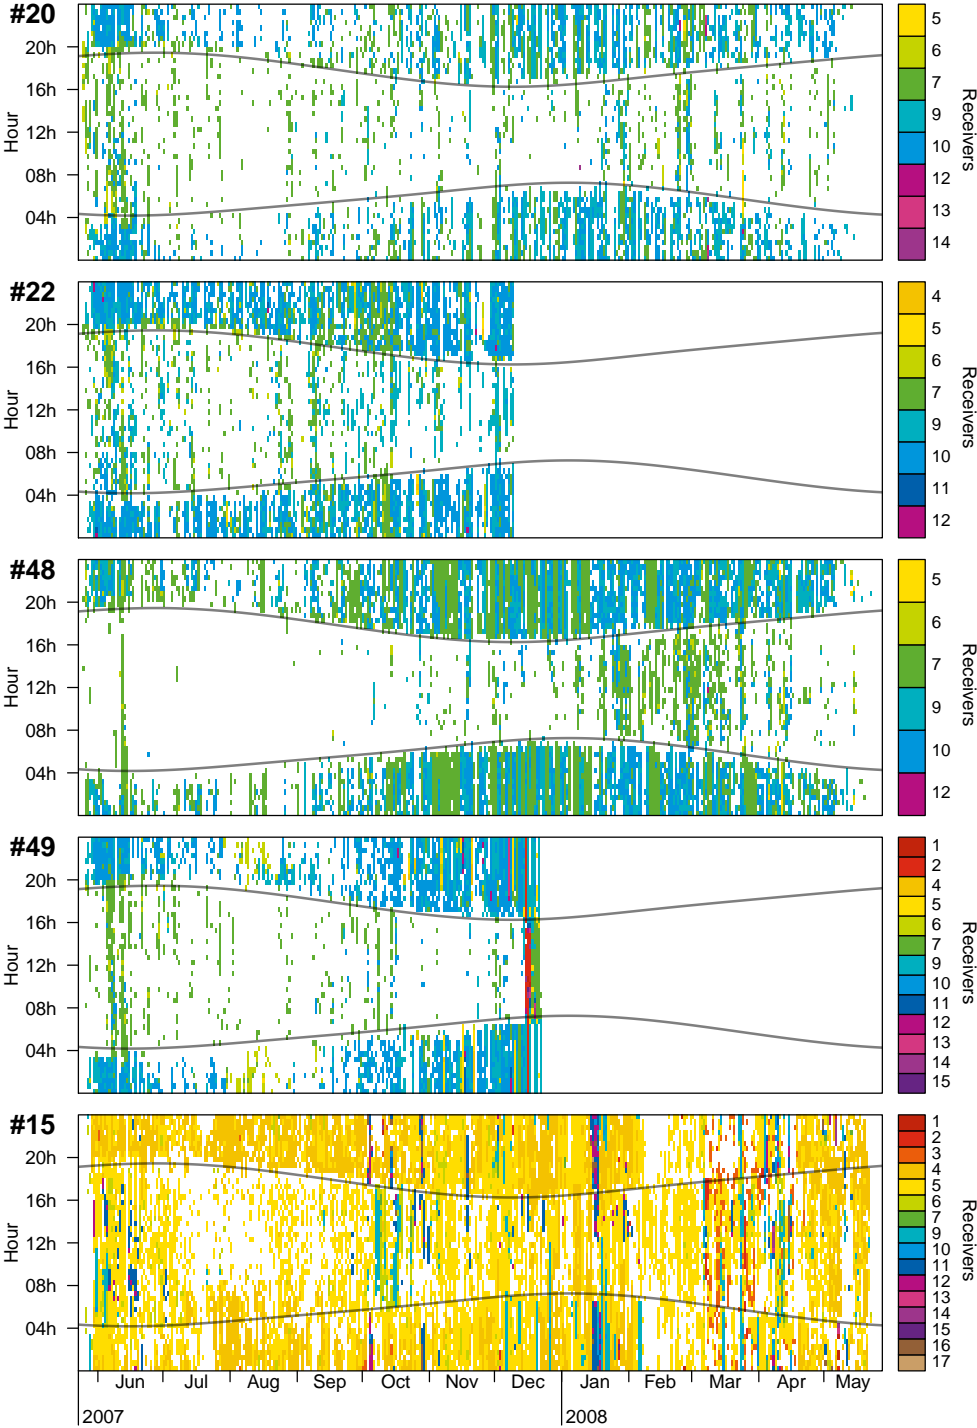 #20
20h
16h
12h
08h
04h
Hour
5
6
7
9
10
12
13
14
Receivers
#22
20h
16h
12h
08h
04h
Hour
4
5
6
7
9
10
11
12
Receivers
#48
20h
16h
12h
08h
04h
Hour
5
6
7
9
10
12
Receivers
#49
20h
16h
12h
08h
04h
Hour
1
2
4
5
6
7
9
10
11
12
13
14
15
Receivers
#15
20h
16h
12h
08h
04h
Hour
1
2
3
4
5
6
7
9
10
11
12
13
14
15
16
17
Receivers
Jun Jul Aug Sep Oct Nov Dec Jan Feb Mar Apr May
2007 2008